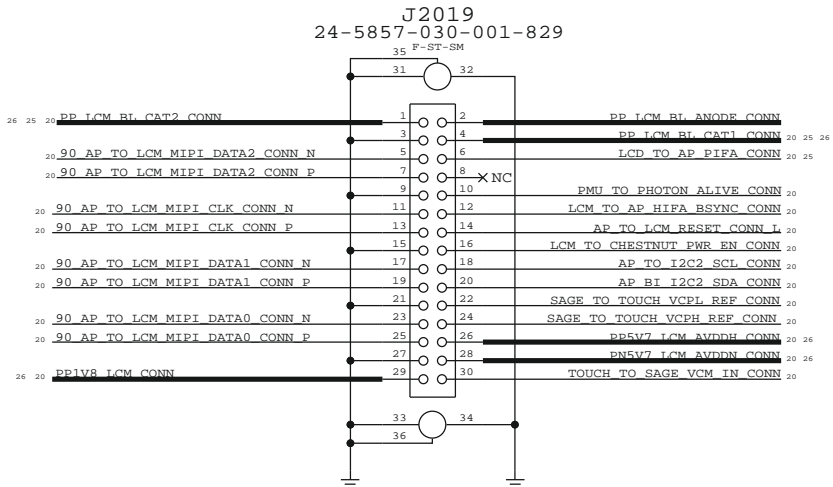 J2019
24-5857-030-001-829
F-ST-SM
35
31 32
26 25 20 PP_LCM_BL_CAT2_CONN 1 2 PP_LCM_BL_ANODE_CONN
3 4 PP_LCM_BL_CAT1_CONN 20 25 26
20 90_AP_TO_LCM_MIPI_DATA2_CONN_N 5 6 LCD_TO_AP_PIFA_CONN 20 25
20 90_AP_TO_LCM_MIPI_DATA2_CONN_P 7 8 NC
9 10 PMU_TO_PHOTON_ALIVE_CONN 20
20 90_AP_TO_LCM_MIPI_CLK_CONN_N 11 12 LCM_TO_AP_HIFA_BSYNC_CONN 20
20 90_AP_TO_LCM_MIPI_CLK_CONN_P 13 14 AP_TO_LCM_RESET_CONN_L 20
15 16 LCM_TO_CHESTNUT_PWR_EN_CONN 20
20 90_AP_TO_LCM_MIPI_DATA1_CONN_N 17 18 AP_TO_I2C2_SCL_CONN 20
20 90_AP_TO_LCM_MIPI_DATA1_CONN_P 19 20 AP_BI_I2C2_SDA_CONN 20
21 22 SAGE_TO_TOUCH_VCPL_REF_CONN 20
20 90_AP_TO_LCM_MIPI_DATA0_CONN_N 23 24 SAGE_TO_TOUCH_VCPH_REF_CONN 20
20 90_AP_TO_LCM_MIPI_DATA0_CONN_P 25 26 PP5V7_LCM_AVDDH_CONN 20 26
27 28 PN5V7_LCM_AVDDN_CONN 20 26
26 20 PP1V8_LCM_CONN 29 30 TOUCH_TO_SAGE_VCM_IN_CONN 20
33 34
36